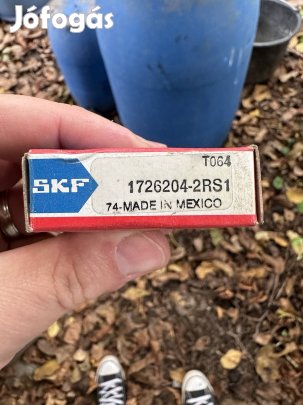 Jófogás
T064
SKF
1726204-2RS1
74-MADE IN MEXICO